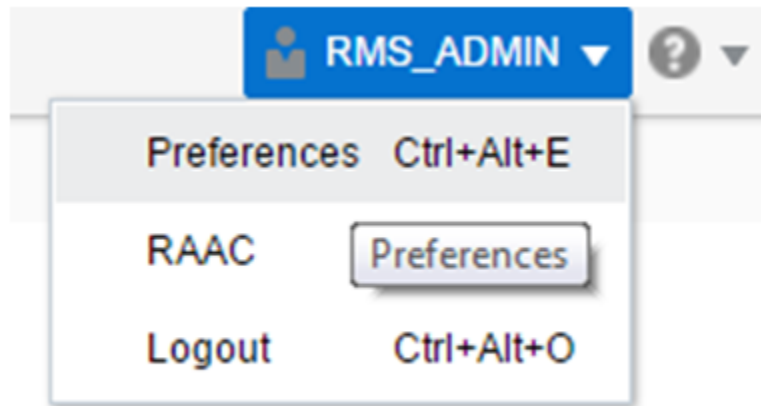 RMS_ADMIN ?
Preferences Ctrl+Alt+E
RAAC
Preferences
Logout Ctrl+Alt+O